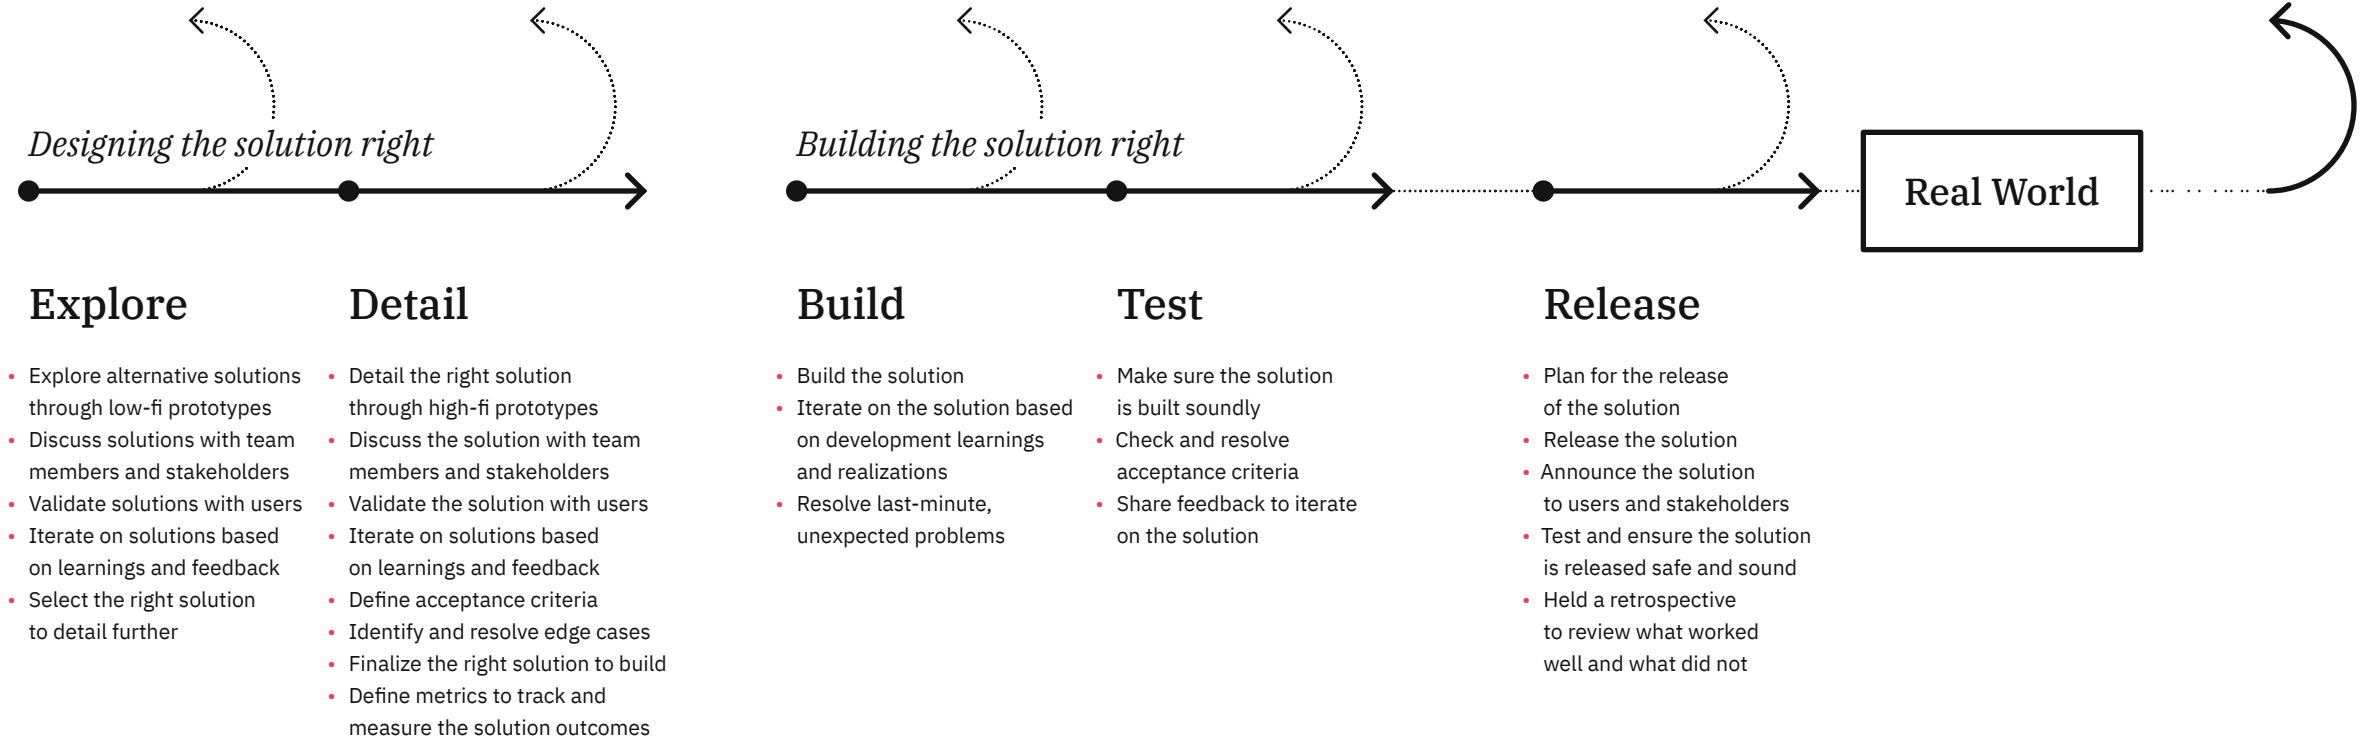 Designing the solution right
Building the solution right
Real World
Explore
• Explore alternative solutions
through low-fi prototypes
• Discuss solutions with team
members and stakeholders
• Validate solutions with users
• Iterate on solutions based
on learnings and feedback
• Select the right solution
to detail further
Detail
• Detail the right solution
through high-fi prototypes
• Discuss the solution with team
members and stakeholders
• Validate the solution with users
• Iterate on solutions based
on learnings and feedback
• Define acceptance criteria
• Identify and resolve edge cases
• Finalize the right solution to build
• Define metrics to track and
measure the solution outcomes
Build
• Build the solution
• Iterate on the solution based
on development learnings
and realizations
• Resolve last-minute,
unexpected problems
Test
• Make sure the solution
is built soundly
• Check and resolve
acceptance criteria
• Share feedback to iterate
on the solution
Release
• Plan for the release
of the solution
• Release the solution
• Announce the solution
to users and stakeholders
• Test and ensure the solution
is released safe and sound
• Held a retrospective
to review what worked
well and what did not